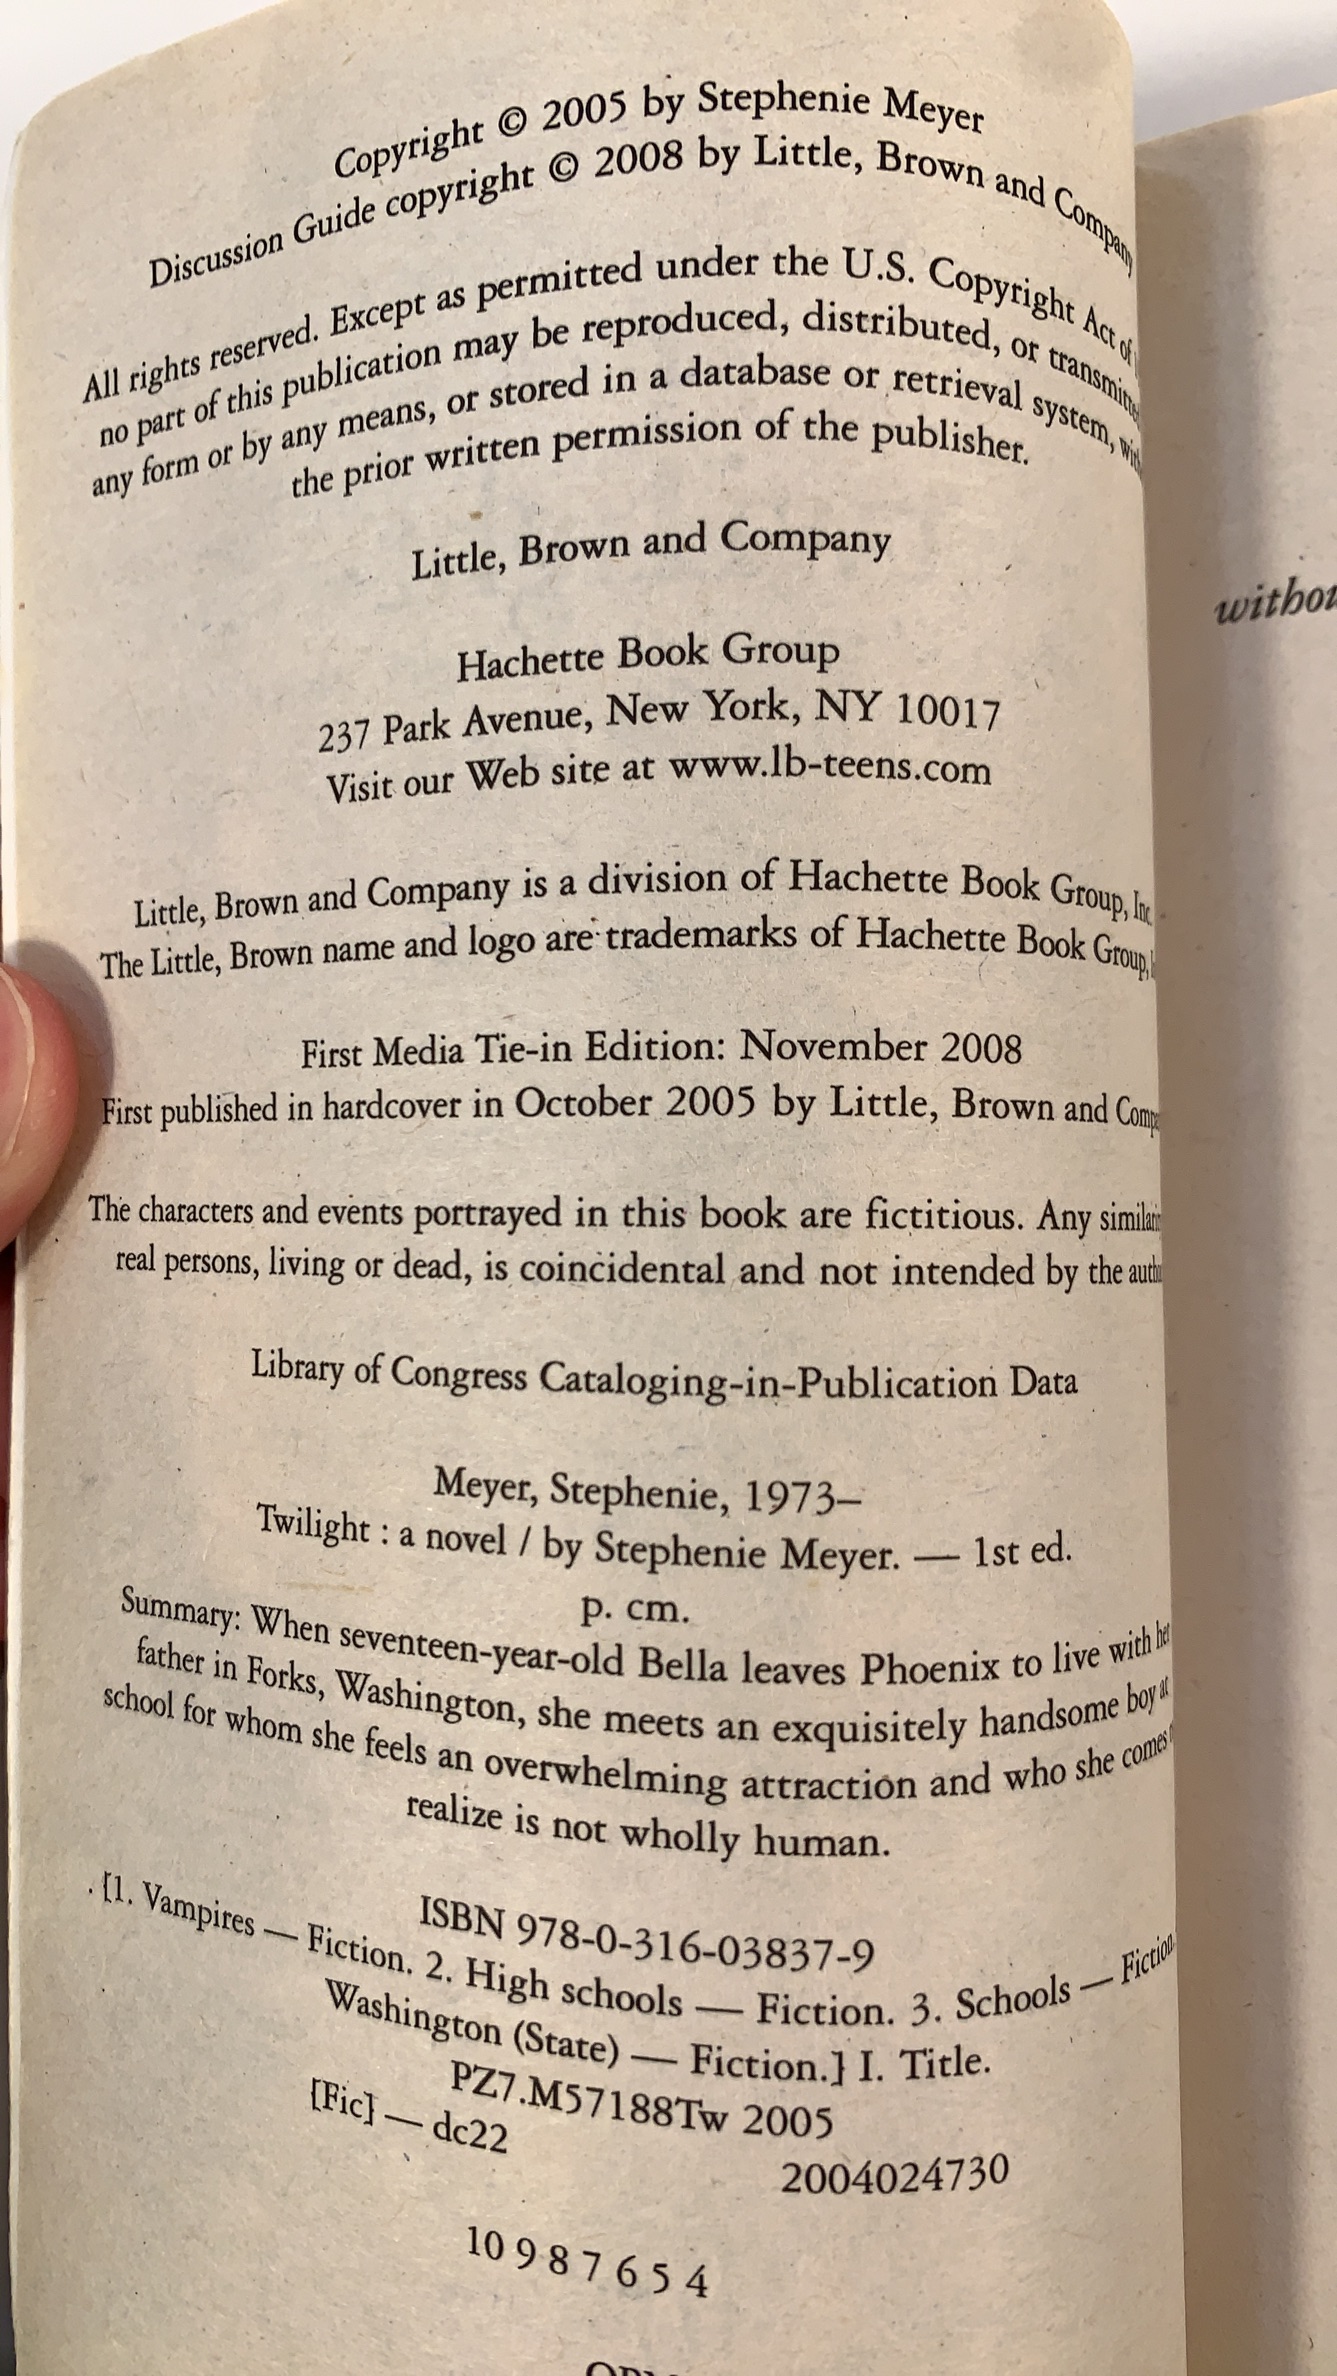 Copyright © 2005 by Stephenie Meyer
Discussion Guide copyright © 2008 by Little, Brown and Company
All rights reserved. Except as permitted under the U.S. Copyright Act of
no part of this publication may be reproduced, distributed, or transmitted
any form or by any means, or stored in a database or retrieval system,
the prior written permission of the publisher.
Little, Brown and Company
Hachette Book Group
237 Park Avenue, New York, NY 10017
Visit our Web site at www.lb-teens.com
Little, Brown and Company is a division of Hachette Book Group, Inc.
The Little, Brown name and logo are trademarks of Hachette Book Group,
First Media Tie-in Edition: November 2008
First published in hardcover in October 2005 by Little, Brown and
The characters and events portrayed in this book are fictitious. Any
real persons, living or dead, is coincidental and not intended by the
Library of Congress Cataloging-in-Publication Data
Meyer, Stephenie, 1973–
Twilight : a novel / by Stephenie Meyer. — 1st ed.
p. cm.
Summary: When seventeen-year-old Bella leaves Phoenix to live with her
father in Forks, Washington, she meets an exquisitely handsome boy at
school for whom she feels an overwhelming attraction and who she comes
realize is not wholly human.
ISBN 978-0-316-03837-9
[1. Vampires — Fiction. 2. High schools — Fiction. 3. Schools — Fiction.
Washington (State) — Fiction.] I. Title.
PZ7.M57188Tw 2005
[Fic] — dc22
2004024730
10 9 8 7 6 5 4